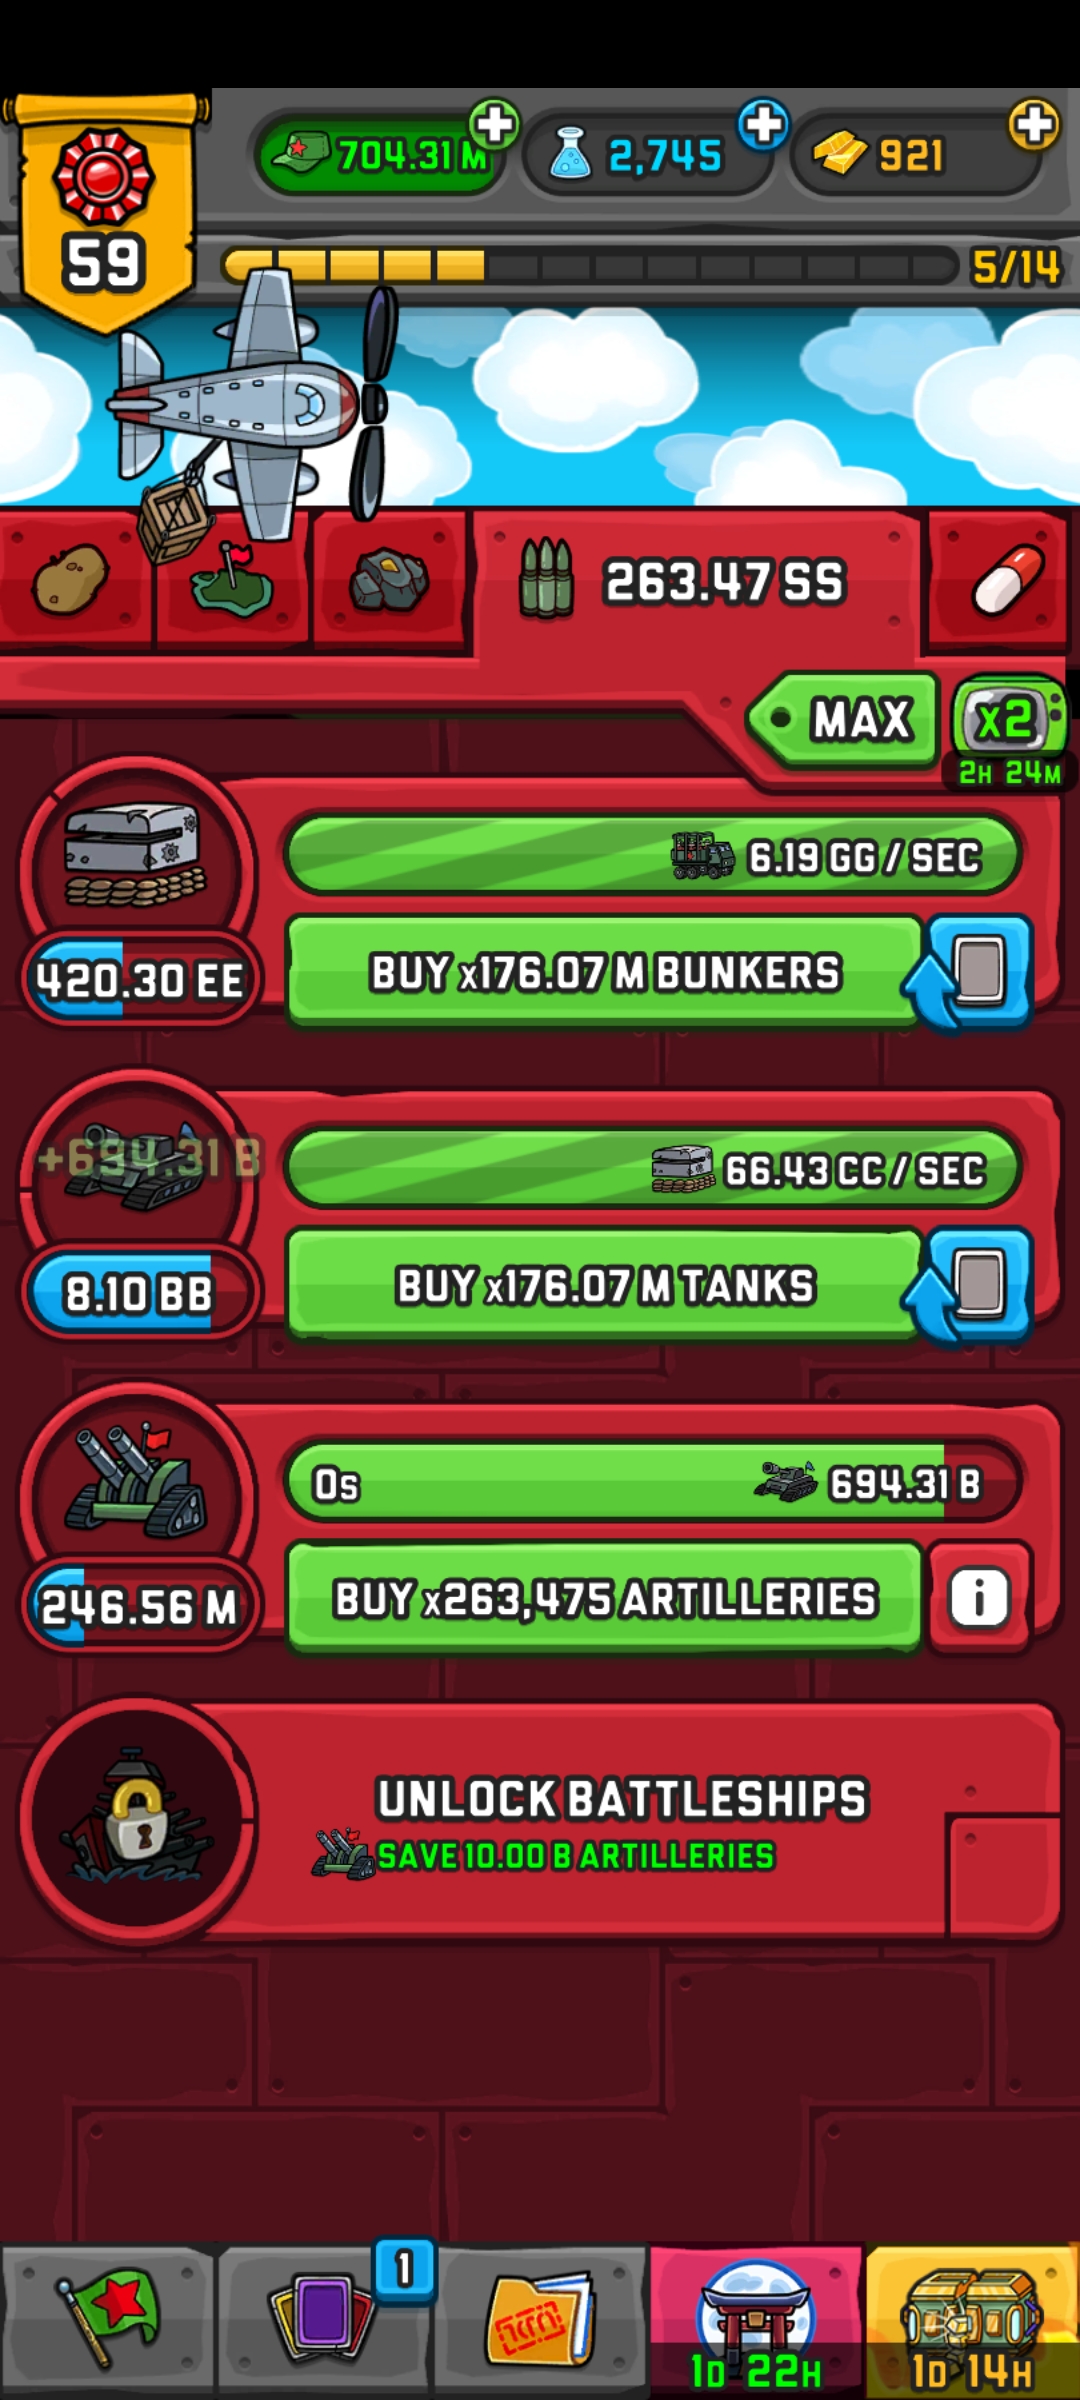 59
704.31 M
2,745
921
5/14
263.47 SS
MAX
x2
2H 24M
6.19 GG / SEC
420.30 EE
BUY x176.07 M BUNKERS
+694.31 B
66.43 CC / SEC
8.10 BB
BUY x176.07 M TANKS
0s
694.31 B
246.56 M
BUY x263,475 ARTILLERIES
i
UNLOCK BATTLESHIPS
SAVE 10.00 B ARTILLERIES
1
1D 22H
1D 14H